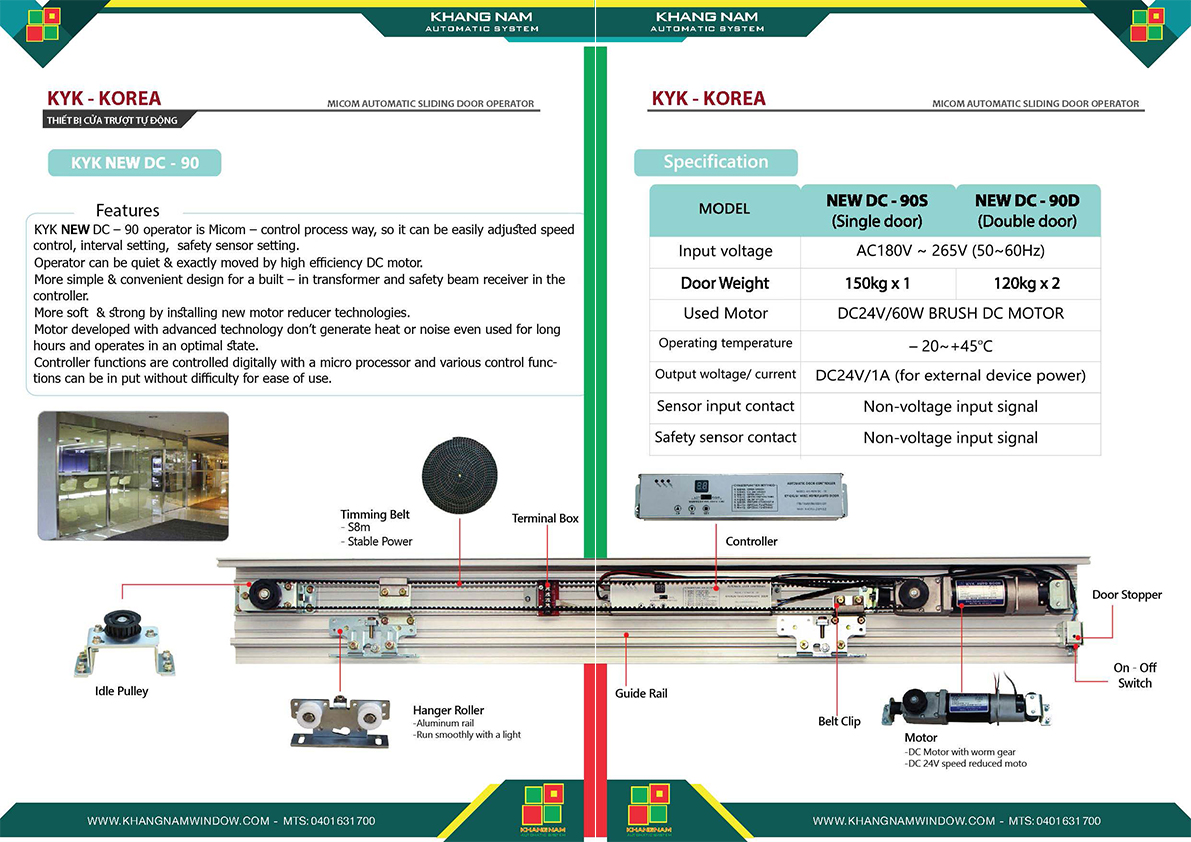 KHANG NAM
AUTOMATIC SYSTEM
KYK - KOREA
MICOM AUTOMATIC SLIDING DOOR OPERATOR
THIẾT BỊ CỬA TRƯỢT TỰ ĐỘNG
KYK NEW DC - 90
Features
KYK NEW DC – 90 operator is Micom – control process way, so it can be easily adjusted speed
control, interval setting, safety sensor setting.
Operator can be quiet & exactly moved by high efficiency DC motor.
More simple & convenient design for a built – in transformer and safety beam receiver in the
controller.
More soft & strong by installing new motor reducer technologies.
Motor developed with advanced technology don't generate heat or noise even used for long
hours and operates in an optimal state.
Controller functions are controlled digitally with a micro processor and various control func-
tions can be in put without difficulty for ease of use.
Timming Belt
- S8m
- Stable Power
Terminal Box
Idle Pulley
Hanger Roller
-Aluminum rail
-Run smoothly with a light
WWW.KHANGNAMWINDOW.COM - MTS: 0401631700
KHANGNAM
AUTOMATIC SYSTEM
KHANG NAM
AUTOMATIC SYSTEM
KYK - KOREA
MICOM AUTOMATIC SLIDING DOOR OPERATOR
Specification
MODEL
NEW DC - 90S
(Single door)
NEW DC - 90D
(Double door)
Input voltage
AC180V ~ 265V (50~60Hz)
Door Weight
150kg x 1
120kg x 2
Used Motor
DC24V/60W BRUSH DC MOTOR
Operating temperature
– 20~+45°C
Output woltage/ current
DC24V/1A (for external device power)
Sensor input contact
Non-voltage input signal
Safety sensor contact
Non-voltage input signal
Controller
Door Stopper
On - Off
Switch
Guide Rail
Belt Clip
Motor
-DC Motor with worm gear
-DC 24V speed reduced moto
KHANGNAM
AUTOMATIC SYSTEM
WWW.KHANGNAMWINDOW.COM - MTS: 0401631700